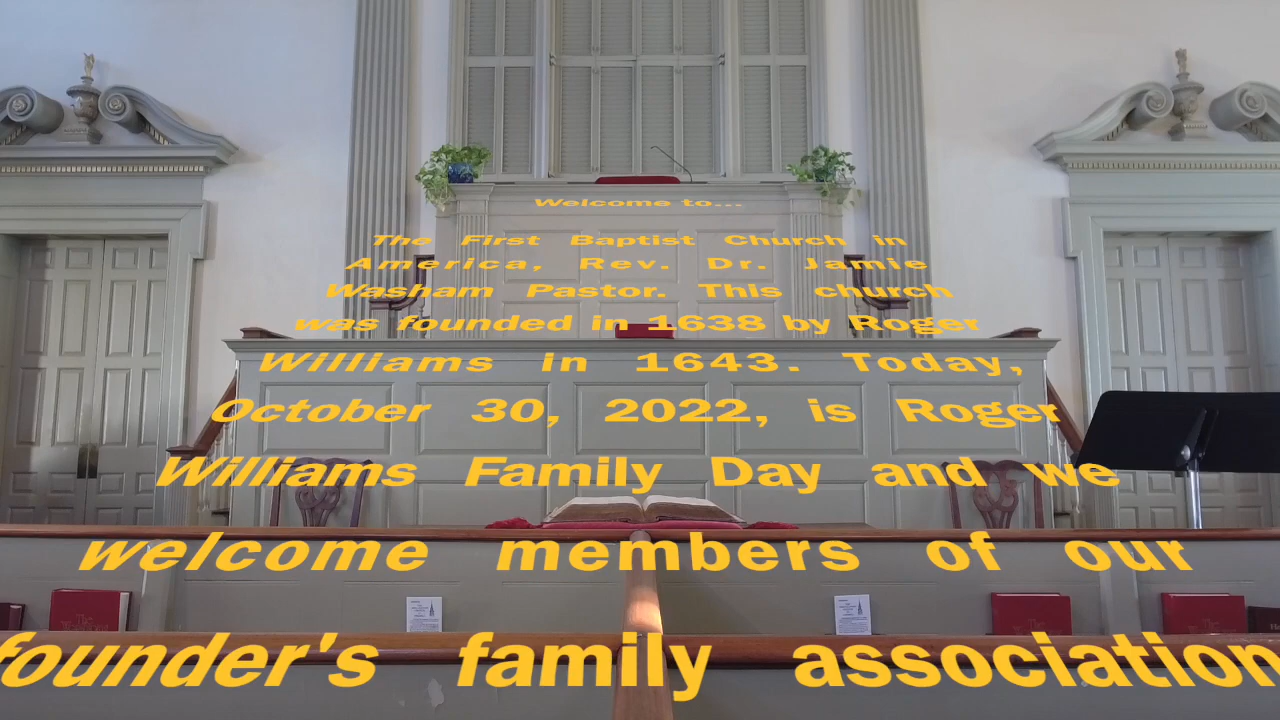 Welcome to...
The First Baptist Church in
America, Rev. Dr. Jamie
Washam Pastor. This church
was founded in 1638 by Roger
Williams in 1643. Today,
October 30, 2022, is Roger
Williams Family Day and we
welcome members of our
founder's family association
The